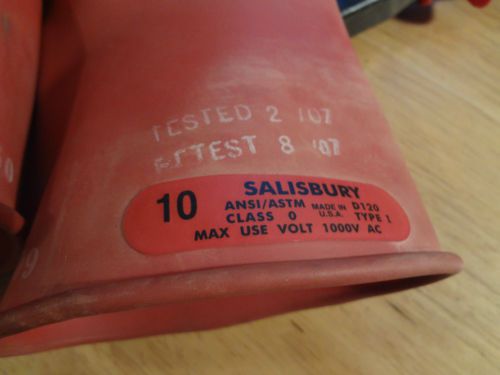 TESTED 2 /07
RETEST 8 /07
10
SALISBURY
ANSI/ASTM MADE IN D120
CLASS 0 U.S.A. TYPE I
MAX USE VOLT 1000V AC
9